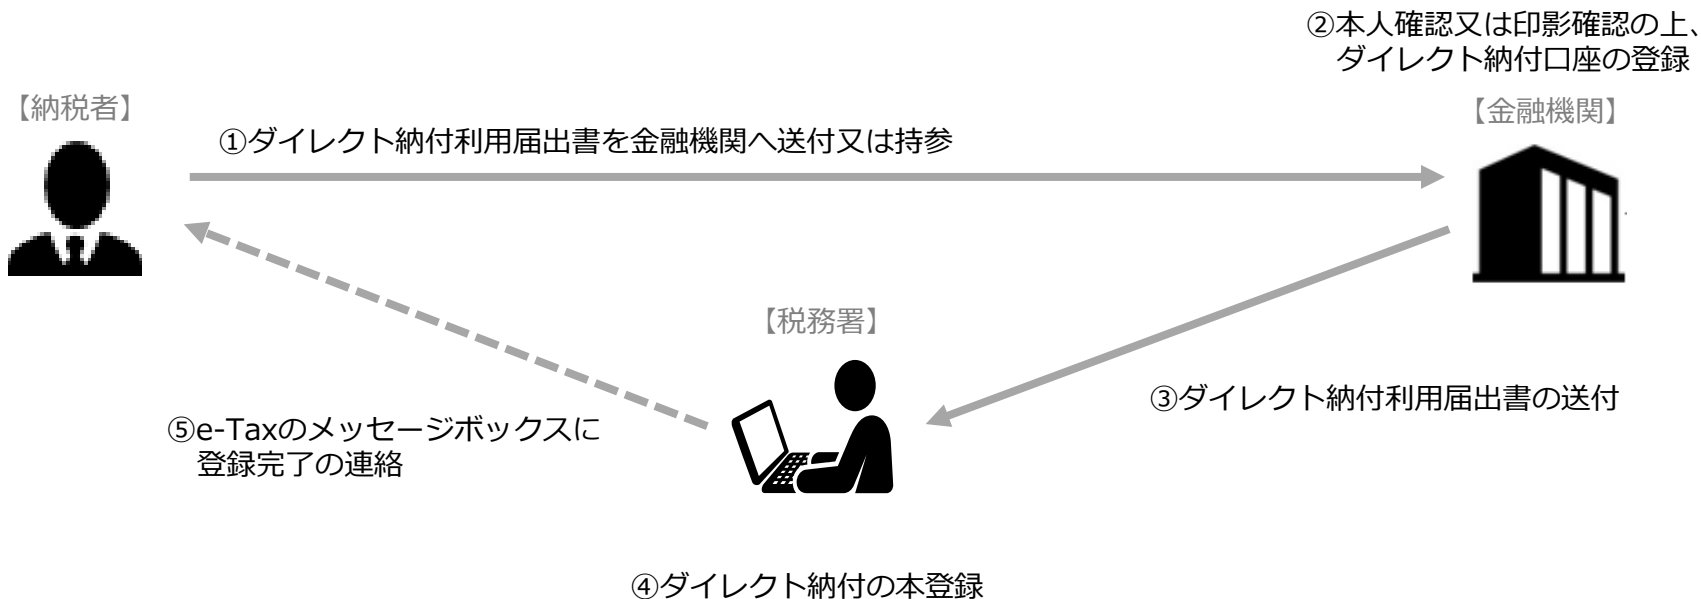 ②本人確認又は印影確認の上、
ダイレクト納付口座の登録
【納税者】
【金融機関】
①ダイレクト納付利用届出書を金融機関へ送付又は持参
【税務署】
③ダイレクト納付利用届出書の送付
⑤e-Taxのメッセージボックスに
登録完了の連絡
④ダイレクト納付の本登録